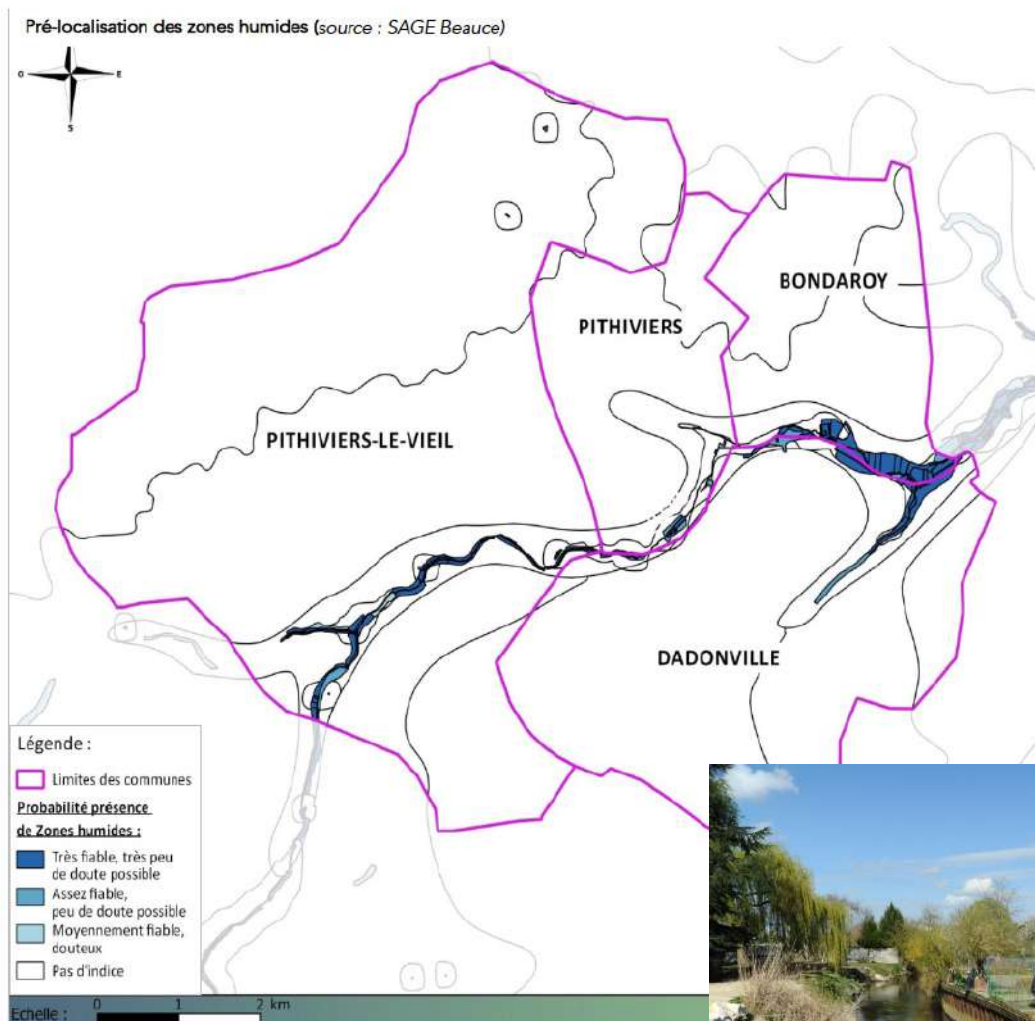 Pré-localisation des zones humides (source : SAGE Beauce)
O E
S
BONDAROY
PITHIVIERS
PITHIVIERS-LE-VIEIL
DADONVILLE
Légende :
Limites des communes
Probabilité présence
de Zones humides :
Très fiable, très peu
de doute possible
Assez fiable,
peu de doute possible
Moyennement fiable,
douteux
Pas d'indice
Echelle : 0 1 2 km